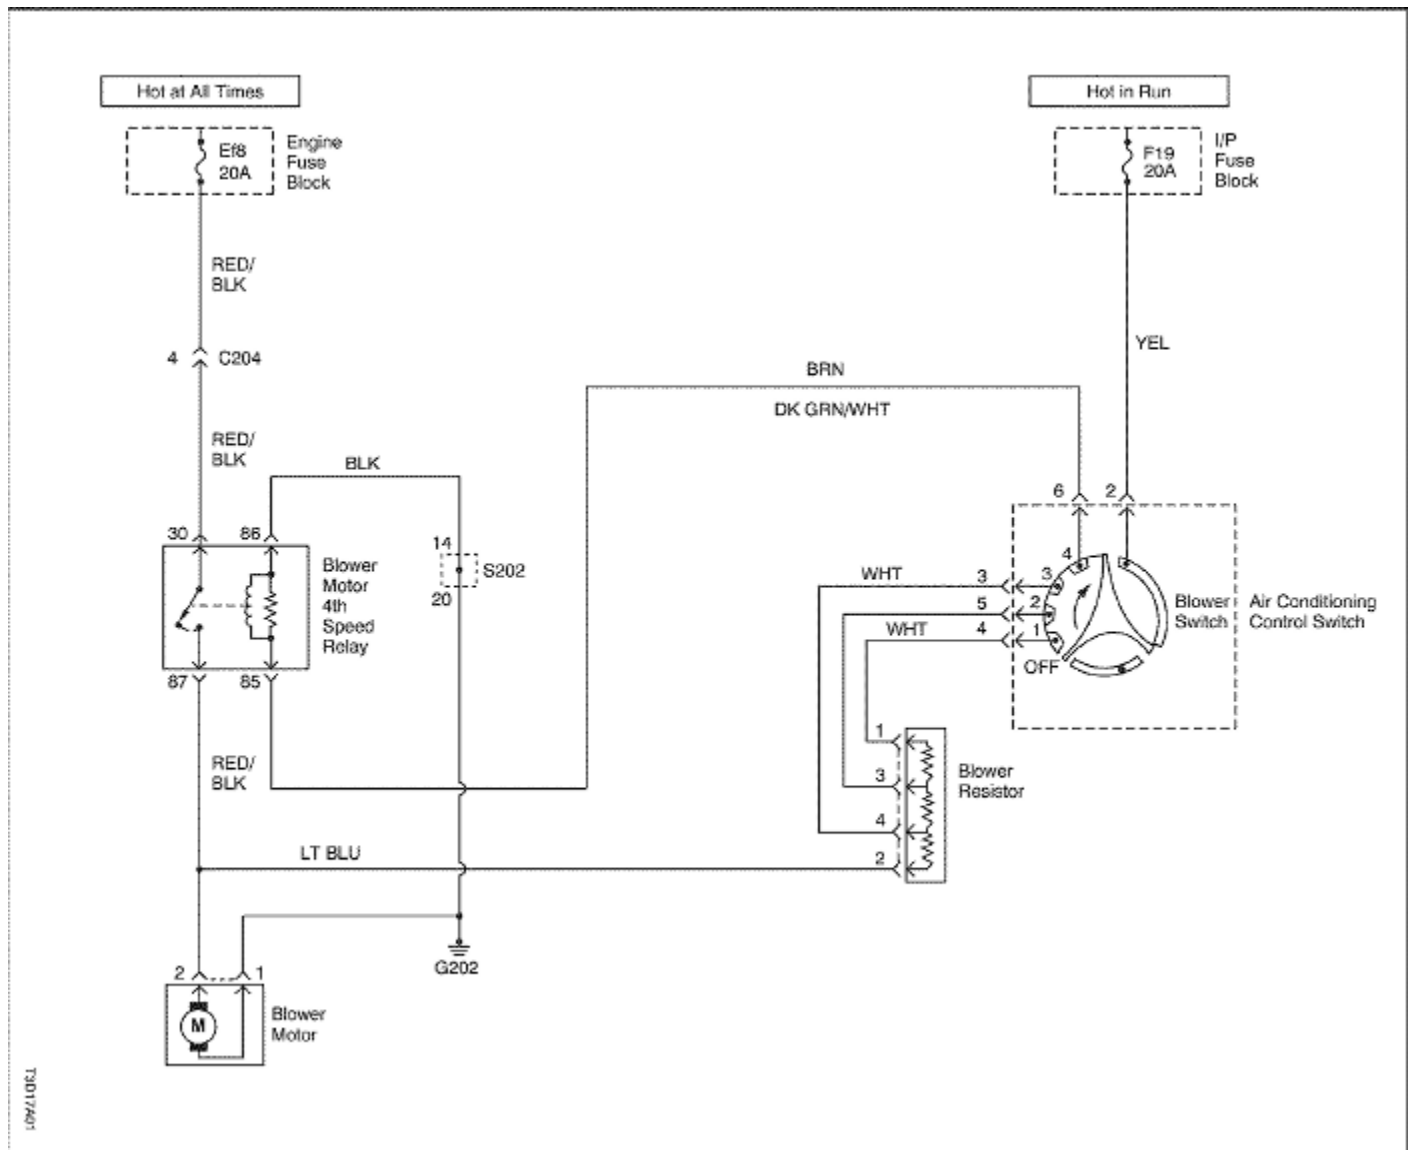 Hot at All Times
Hot in Run
Ef8
20A
Engine
Fuse
Block
F19
20A
I/P
Fuse
Block
RED/
BLK
YEL
4
C204
BRN
DK GRN/WHT
RED/
BLK
BLK
6
2
30
86
14
S202
20
Blower
Motor
4th
Speed
Relay
4
WHT
3
3
5
2
WHT
4
1
OFF
Blower
Switch
Air Conditioning
Control Switch
87
85
RED/
BLK
1
3
4
2
Blower
Resistor
LT BLU
G202
2
1
M
Blower
Motor
T3D17A01